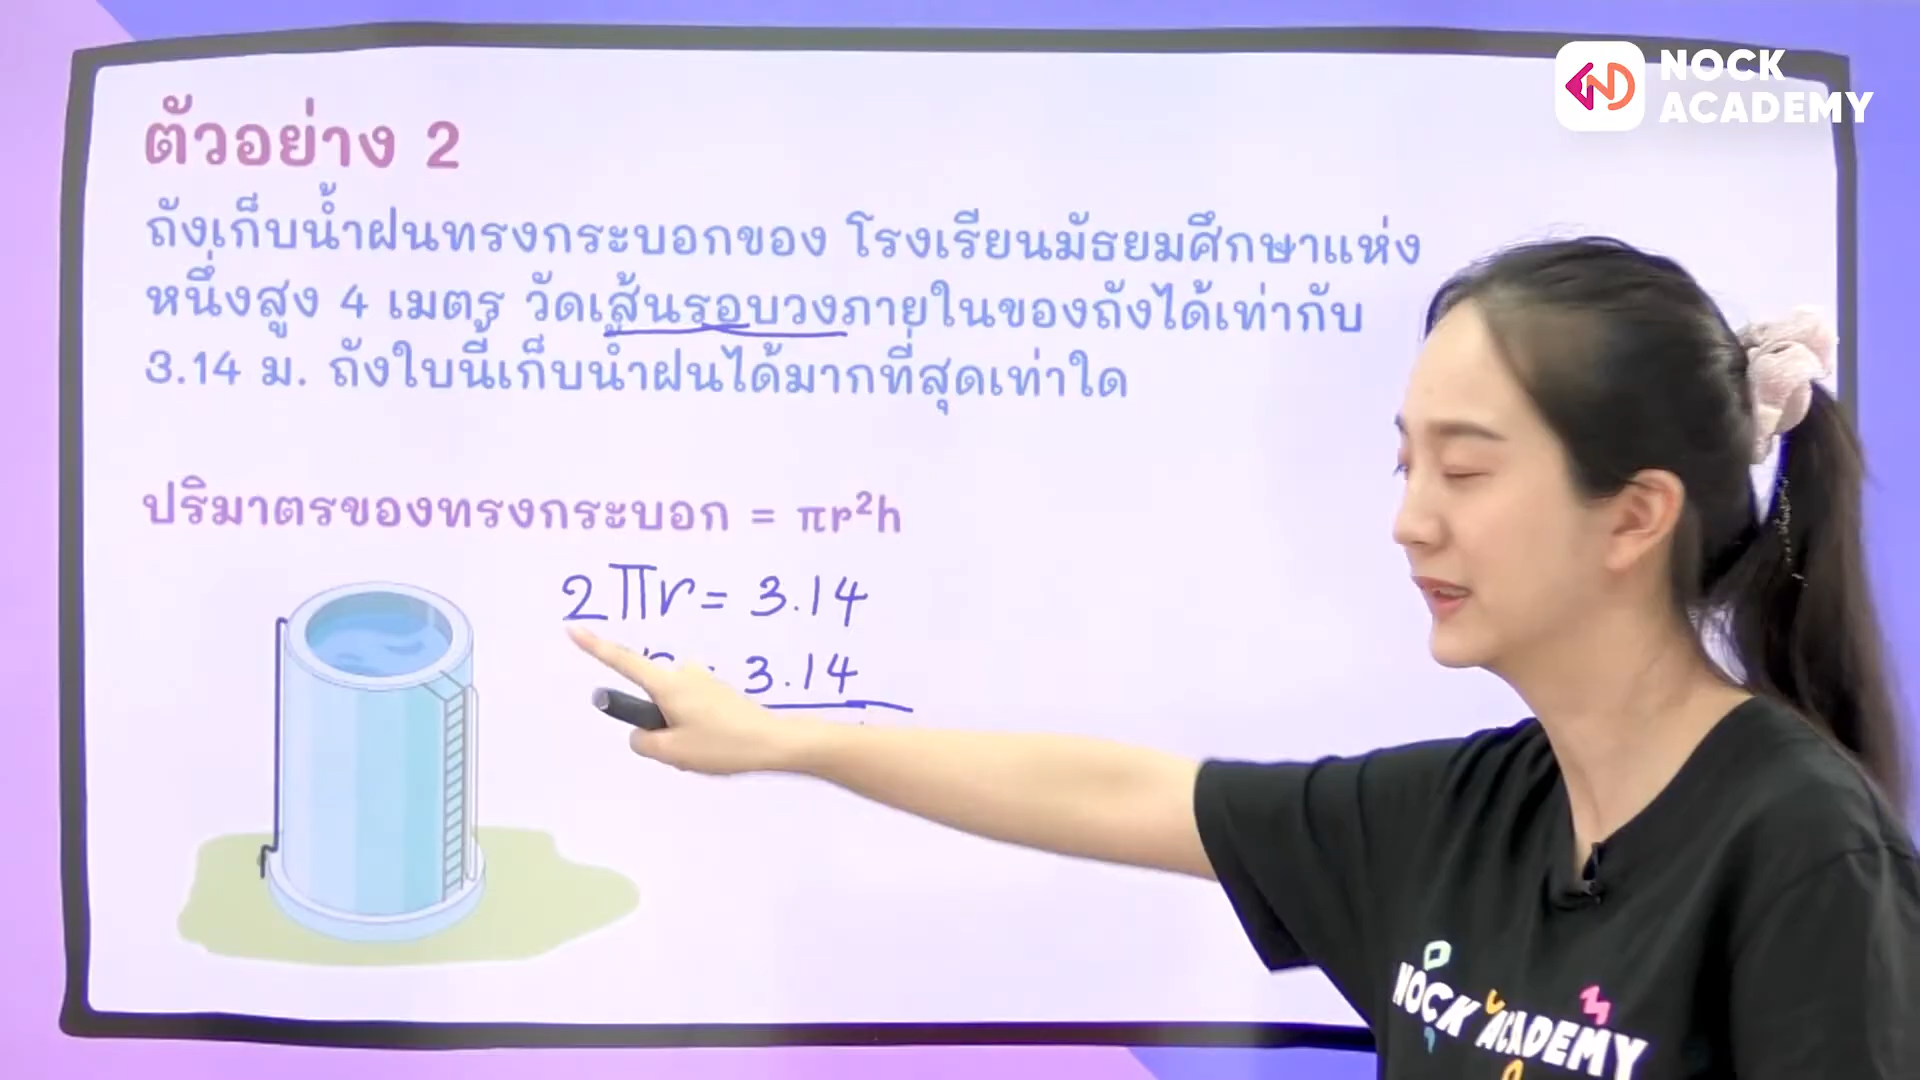 NOCK
ACADEMY
ตัวอย่าง 2
ถังเก็บน้ำฝนทรงกระบอกของ โรงเรียนมัธยมศึกษาแห่ง
หนึ่งสูง 4 เมตร วัดเส้นรอบวงภายในของถังได้เท่ากับ
3.14 ม. ถังใบนี้เก็บน้ำฝนได้มากที่สุดเท่าใด
ปริมาตรของทรงกระบอก = πr²h
2πr = 3.14
3.14
NOCK ACADEMY